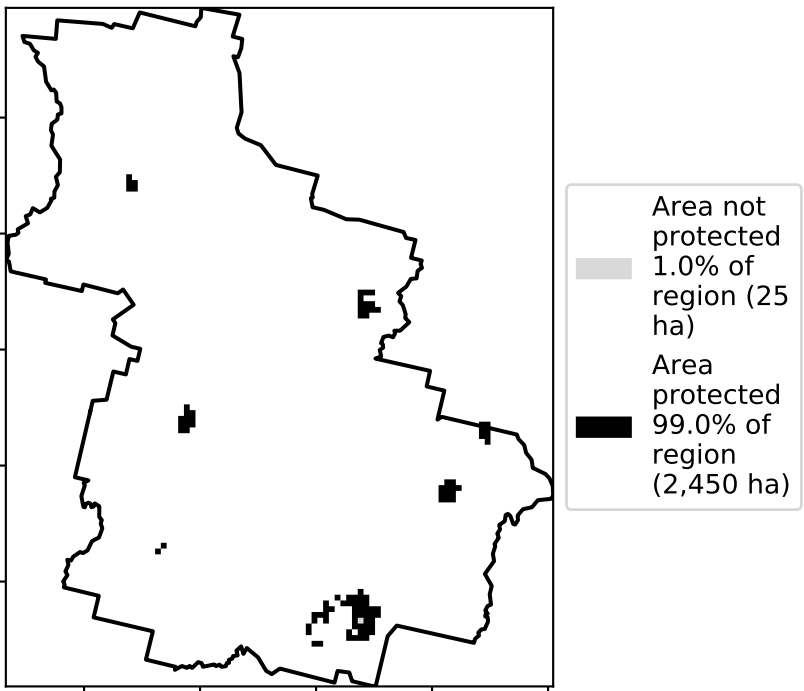 Area not
protected
1.0% of
region (25
ha)
Area
protected
99.0% of
region
(2,450 ha)